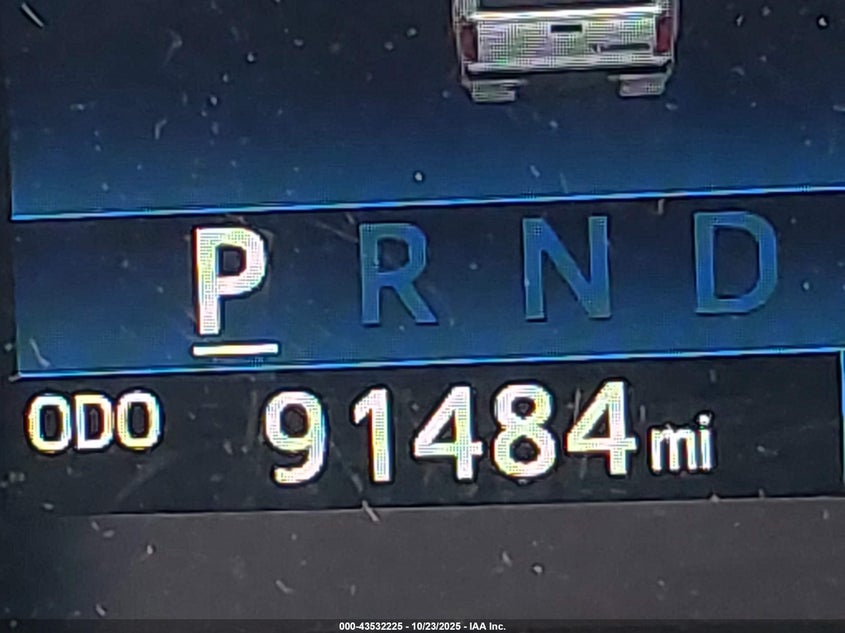 P R N D
ODO 91484 mi
000-43532225 - 10/23/2025 - IAA Inc.